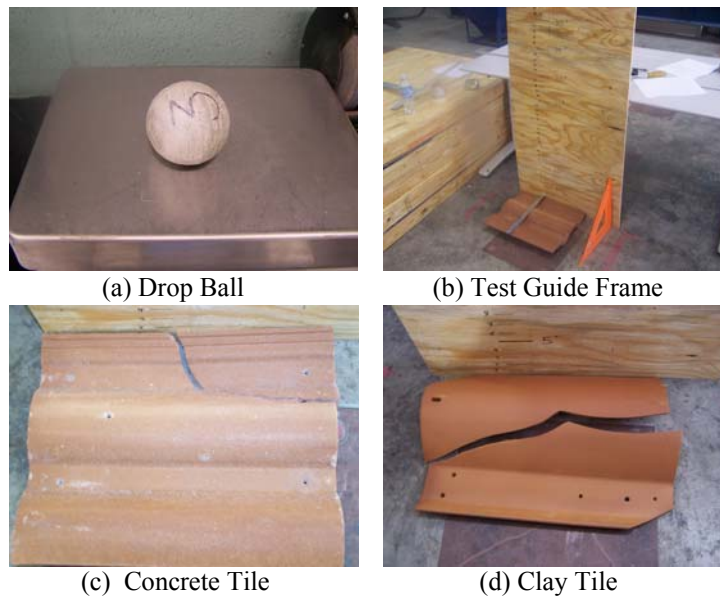 (a) Drop Ball
(b) Test Guide Frame
(c) Concrete Tile
(d) Clay Tile